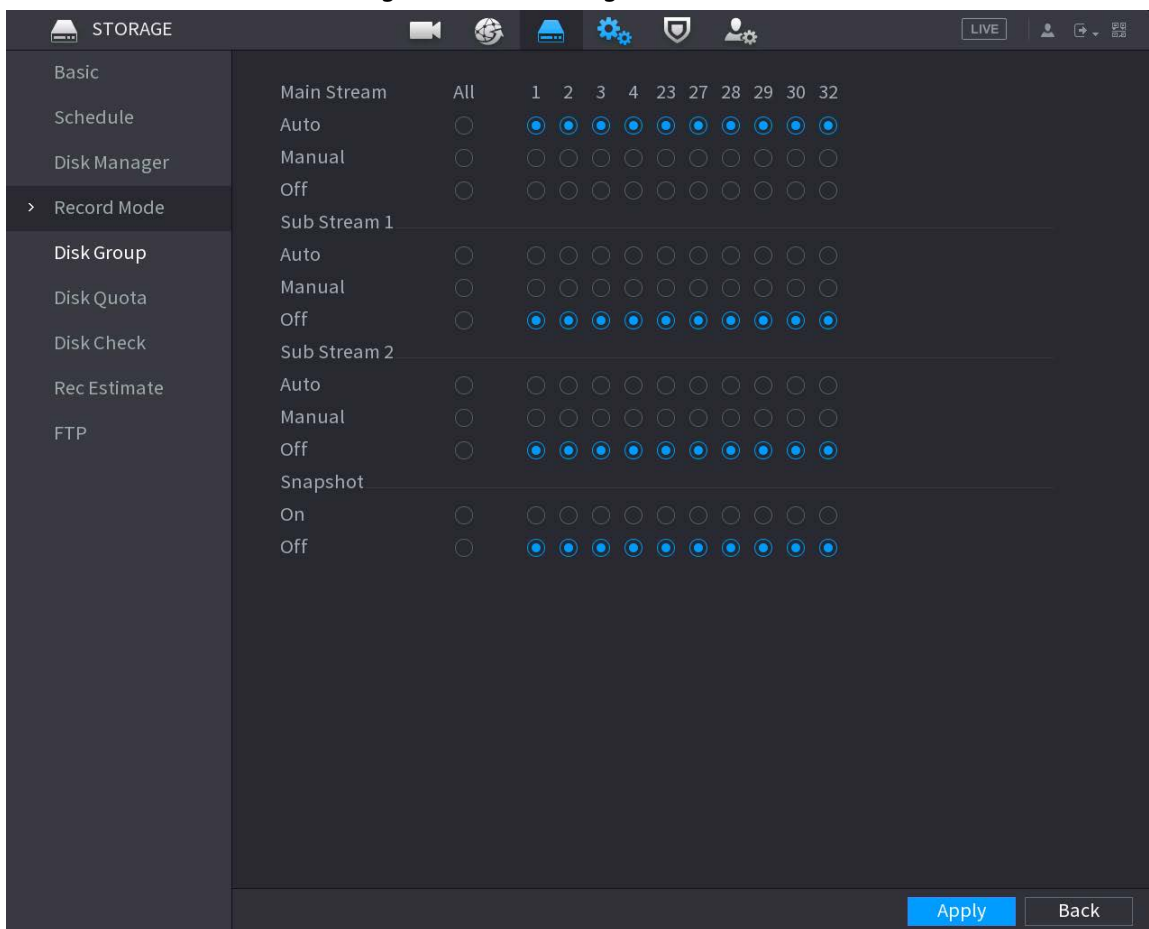 STORAGE LIVE
Basic
Schedule
Disk Manager
Record Mode
Disk Group
Disk Quota
Disk Check
Rec Estimate
FTP
Main Stream All 1 2 3 4 23 27 28 29 30 32
Auto
Manual
Off
Sub Stream 1
Auto
Manual
Off
Sub Stream 2
Auto
Manual
Off
Snapshot
On
Off
Apply Back